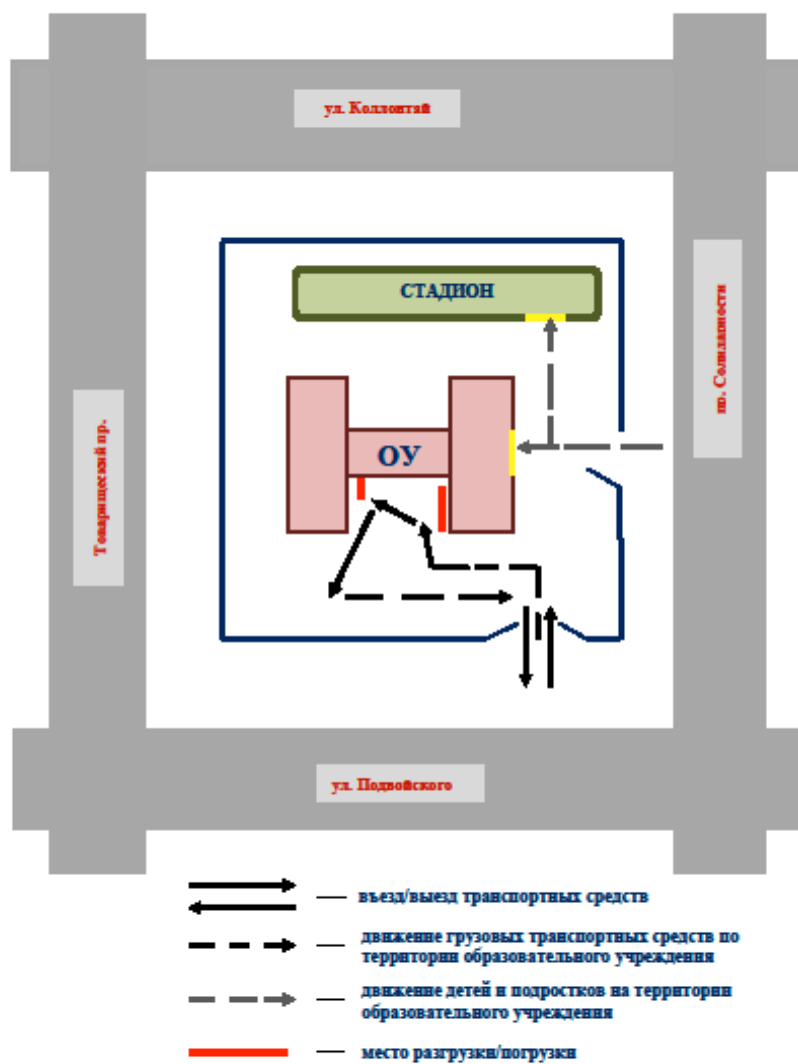 ул. Коллонтай
СТАДИОН
пр. Солидарности
Товарищеский пр.
ОУ
ул. Подвойского
въезд/выезд транспортных средств
движение грузовых транспортных средств по
территории образовательного учреждения
движение детей и подростков на территории
образовательного учреждения
место разгрузки/погрузки